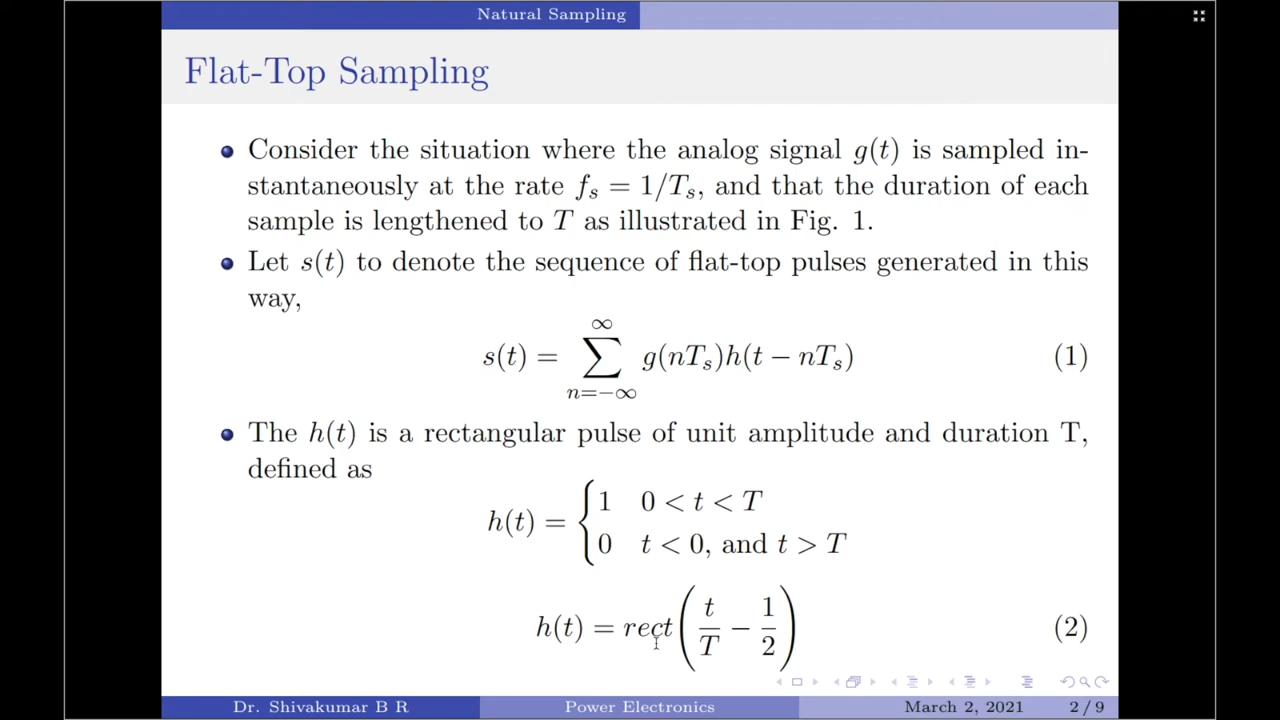 Natural Sampling
Flat-Top Sampling
Consider the situation where the analog signal g(t) is sampled in-
stantaneously at the rate fₛ = 1/Tₛ, and that the duration of each
sample is lengthened to T as illustrated in Fig. 1.
Let s(t) to denote the sequence of flat-top pulses generated in this
way,
s(t) = ∑_{n=−∞}^{∞} g(nTₛ)h(t − nTₛ) (1)
The h(t) is a rectangular pulse of unit amplitude and duration T,
defined as
h(t) = { 1 0 < t < T
0 t < 0, and t > T
h(t) = rect(t/T − 1/2) (2)
Dr. Shivakumar B R Power Electronics March 2, 2021 2 / 9